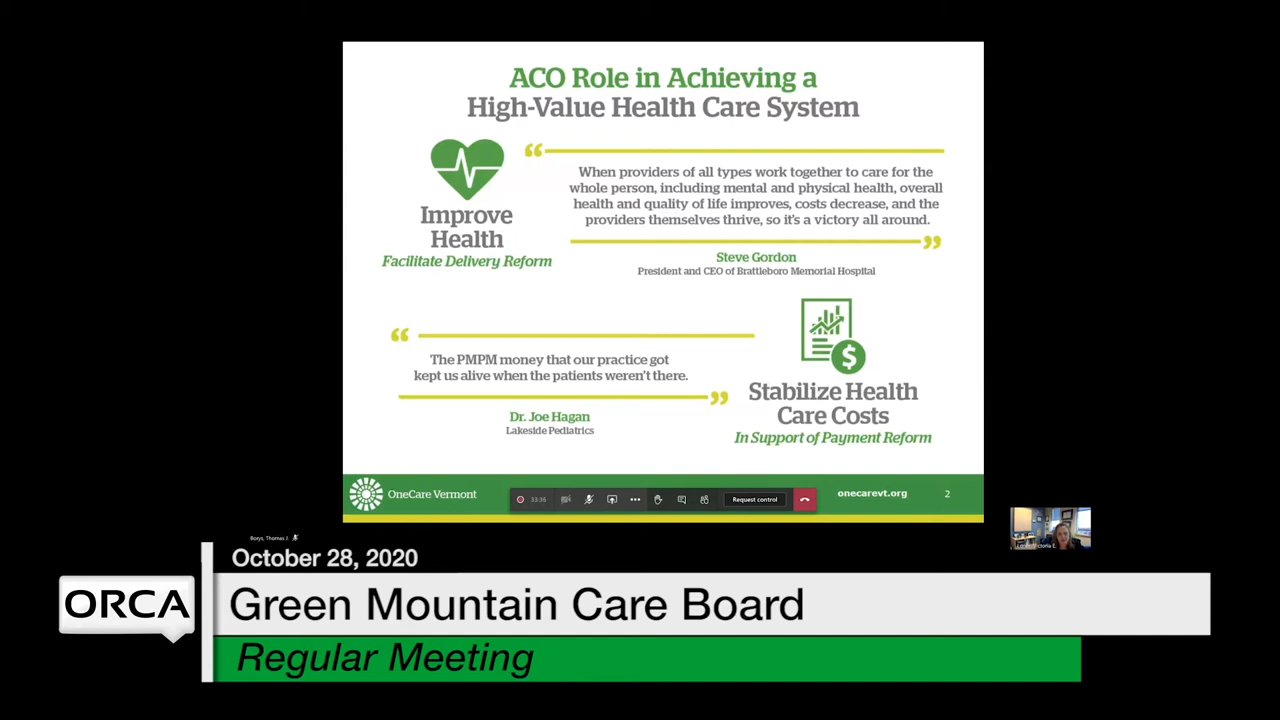 ACO Role in Achieving a
High-Value Health Care System
“
When providers of all types work together to care for the
whole person, including mental and physical health, overall
health and quality of life improves, costs decrease, and the
providers themselves thrive, so it's a victory all around.
”
Improve
Health
Facilitate Delivery Reform
Steve Gordon
President and CEO of Brattleboro Memorial Hospital
“
The PMPM money that our practice got
kept us alive when the patients weren't there.
”
Dr. Joe Hagan
Lakeside Pediatrics
$
Stabilize Health
Care Costs
In Support of Payment Reform
OneCare Vermont
33:36
Request control
onecarevt.org
2
Borys, Thomas J.
October 28, 2020
ORCA
Green Mountain Care Board
Regular Meeting